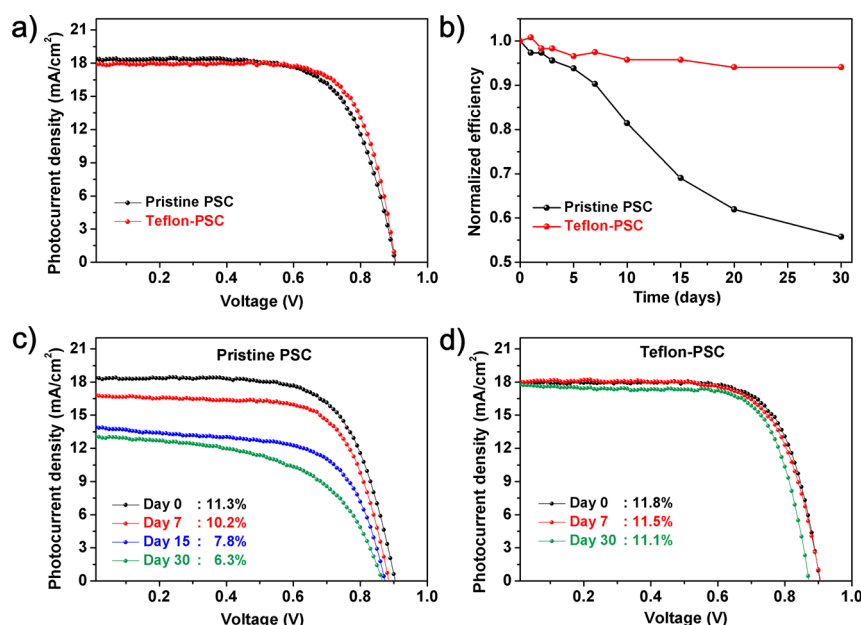 a)
Photocurrent density (mA/cm²)
21
18
15
12
9
6
3
0
Pristine PSC
Teflon-PSC
0.2
0.4
0.6
0.8
1.0
Voltage (V)
b)
Normalized efficiency
1.0
0.9
0.8
0.7
0.6
0.5
Pristine PSC
Teflon-PSC
0
5
10
15
20
25
30
Time (days)
c)
Pristine PSC
Photocurrent density (mA/cm²)
21
18
15
12
9
6
3
0
Day 0 : 11.3%
Day 7 : 10.2%
Day 15 : 7.8%
Day 30 : 6.3%
0.2
0.4
0.6
0.8
1.0
Voltage (V)
d)
Teflon-PSC
Photocurrent density (mA/cm²)
21
18
15
12
9
6
3
0
Day 0 : 11.8%
Day 7 : 11.5%
Day 30 : 11.1%
0.2
0.4
0.6
0.8
1.0
Voltage (V)